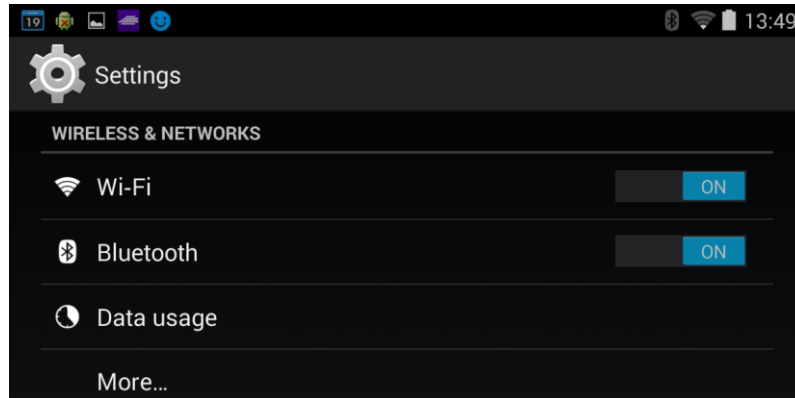 19
13:49
Settings
WIRELESS & NETWORKS
Wi-Fi
ON
Bluetooth
ON
Data usage
More...